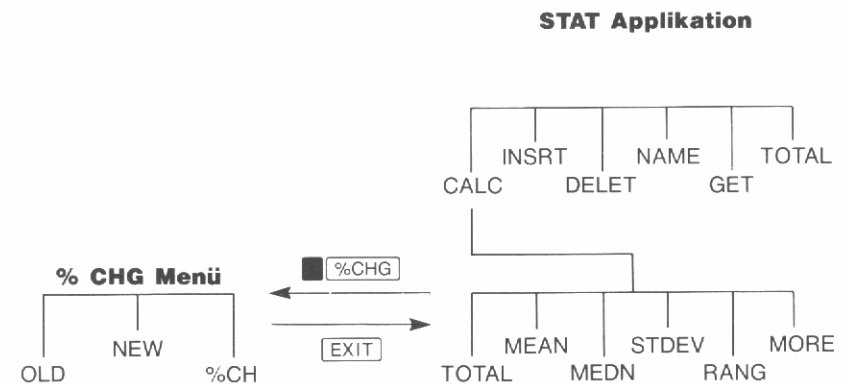 STAT Applikation
INSRT NAME TOTAL
CALC DELET GET
% CHG Menü
%CHG
EXIT
NEW
OLD %CH
MEAN STDEV MORE
TOTAL MEDN RANG